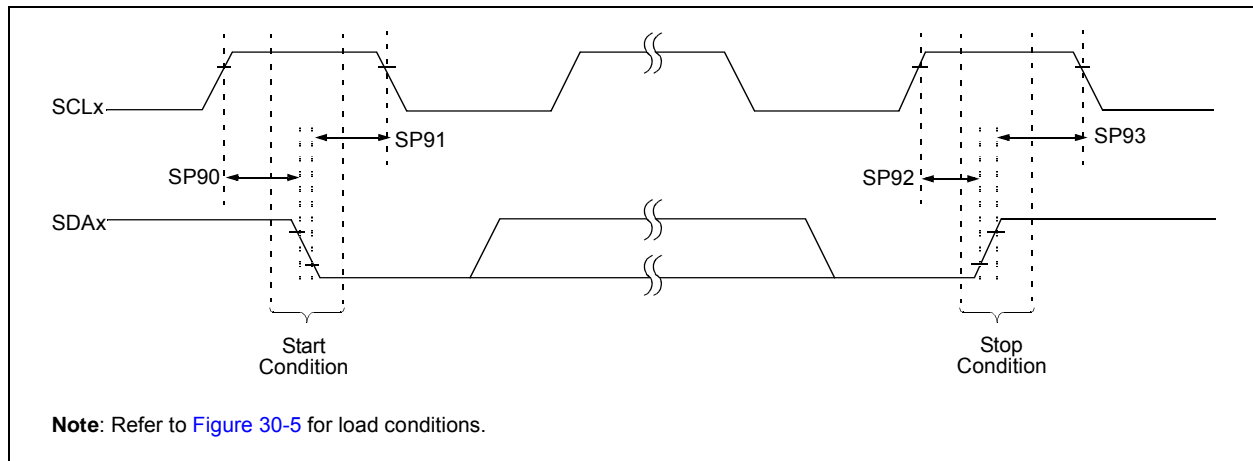 SCLx
SP91
SP93
SP90
SP92
SDAx
Start
Condition
Stop
Condition
Note: Refer to Figure 30-5 for load conditions.